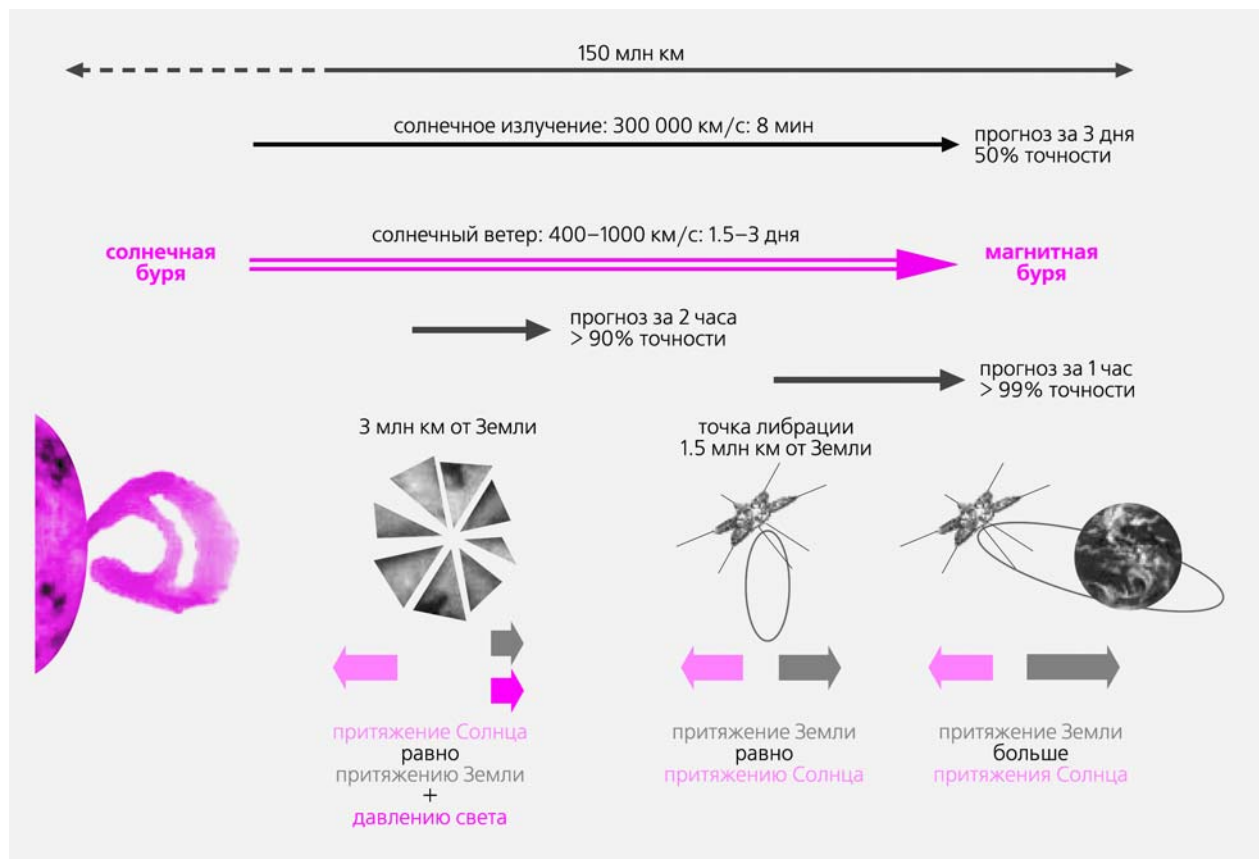 150 млн км
солнечное излучение: 300 000 км/с: 8 мин
прогноз за 3 дня
50% точности
солнечный ветер: 400–1000 км/с: 1.5–3 дня
солнечная
буря
магнитная
буря
прогноз за 2 часа
> 90% точности
прогноз за 1 час
> 99% точности
3 млн км от Земли
точка либрации
1.5 млн км от Земли
притяжение Солнца
равно
притяжению Земли
+
давлению света
притяжение Земли
равно
притяжению Солнца
притяжение Земли
больше
притяжения Солнца